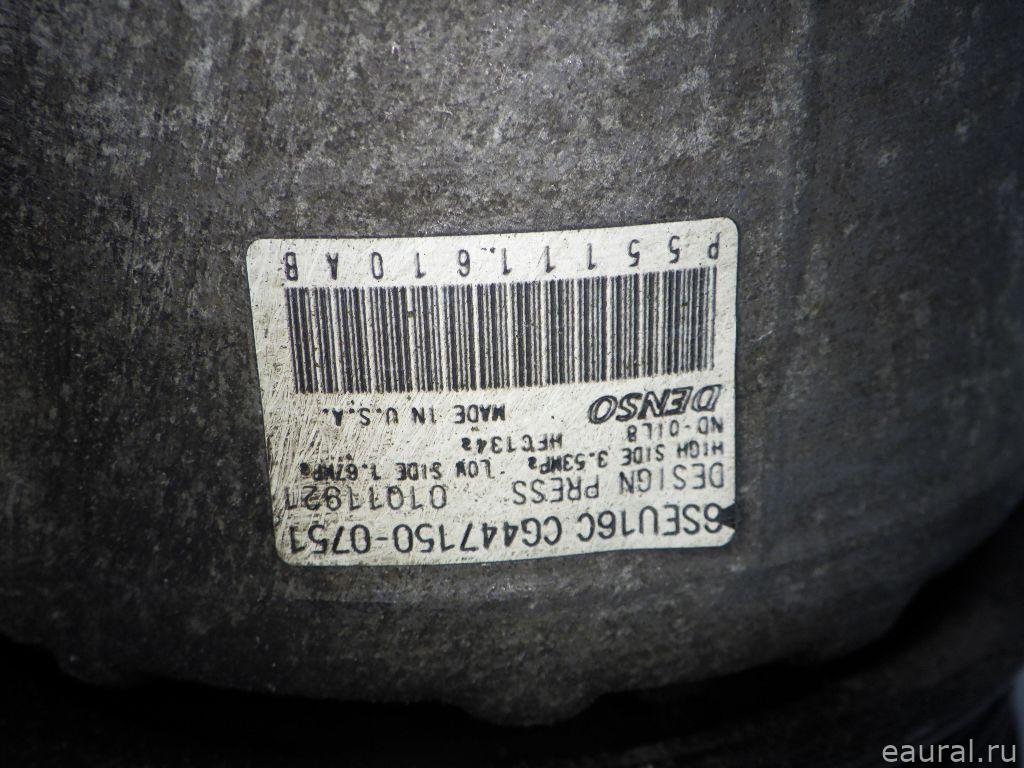 6SEU16C CG447150-0751
DESIGN PRESS 01011921
HIGH SIDE 3.53MPa LOW SIDE 1.67MPa
ND-OIL8 HFC134a
DENSO MADE IN U.S.A.
P55111610AB
eaural.ru